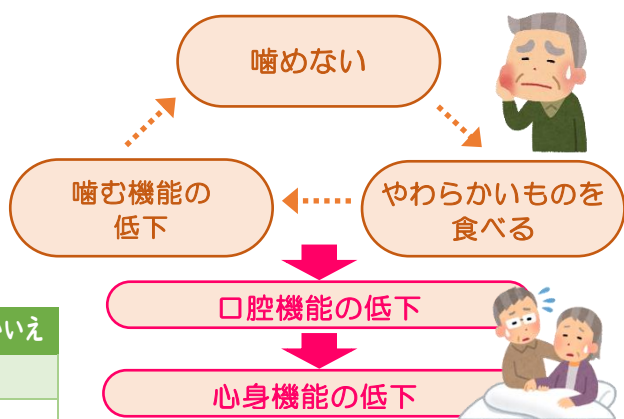 噛めない
噛む機能の
低下
やわらかいものを
食べる
口腔機能の低下
いいえ
心身機能の低下